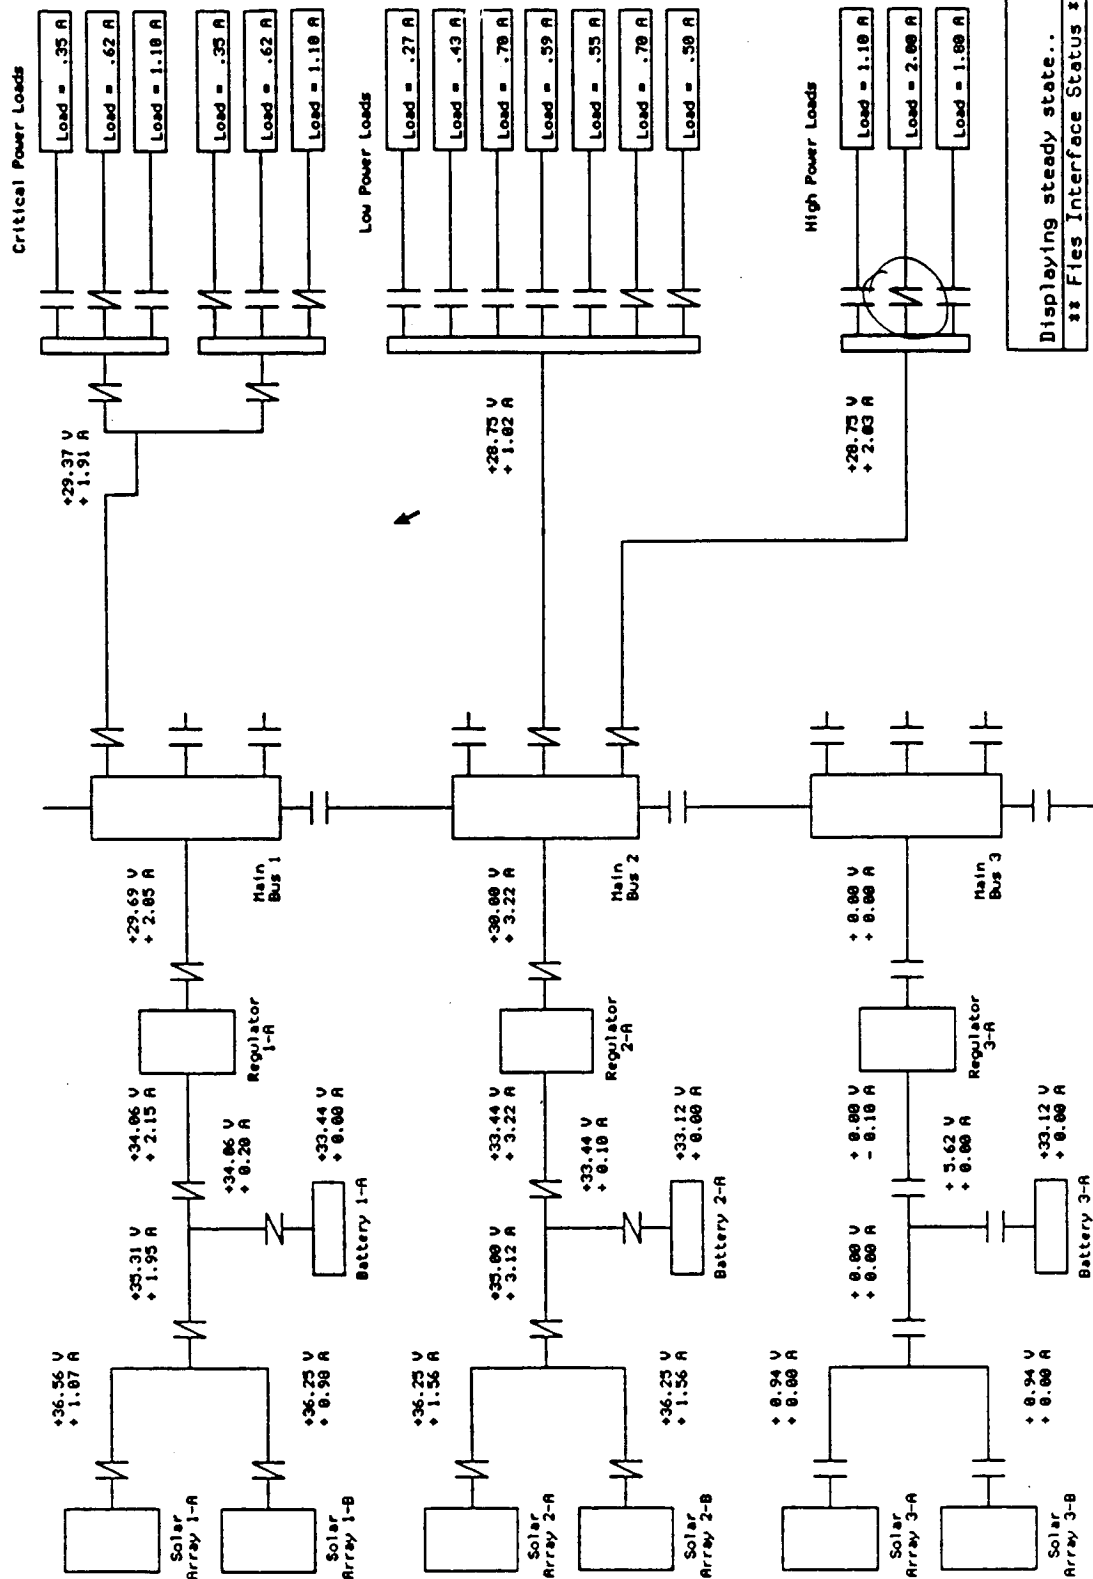 Critical Power Loads
Load = .35 A
Load = .62 A
Load = 1.10 A
Load = .35 A
Load = .62 A
Load = 1.10 A
Low Power Loads
Load = .27 A
Load = .43 A
Load = .70 A
Load = .59 A
Load = .55 A
Load = .70 A
Load = .50 A
High Power Loads
Load = 1.10 A
Load = 2.00 A
Load = 1.80 A
+29.37 V
+ 1.91 A
+28.75 V
+ 1.02 A
+28.75 V
+ 2.03 A
Main
Bus 1
Main
Bus 2
Main
Bus 3
+29.69 V
+ 2.05 A
+30.00 V
+ 3.22 A
+ 0.00 V
+ 0.00 A
Regulator
1-A
Regulator
2-A
Regulator
3-A
+34.06 V
+ 2.15 A
+34.06 V
+ 0.20 A
+33.44 V
+ 0.00 A
+33.44 V
+ 3.22 A
+33.44 V
+ 0.10 A
+33.12 V
+ 0.00 A
+ 0.00 V
- 0.10 A
+ 5.62 V
+ 0.00 A
+33.12 V
+ 0.00 A
Battery 1-A
Battery 2-A
Battery 3-A
+35.31 V
+ 1.95 A
+35.00 V
+ 3.12 A
+ 0.00 V
+ 0.00 A
+36.56 V
+ 1.07 A
+36.25 V
+ 0.90 A
+36.25 V
+ 1.56 A
+36.25 V
+ 1.56 A
+ 0.94 V
+ 0.00 A
+ 0.94 V
+ 0.00 A
Solar
Array 1-A
Solar
Array 1-B
Solar
Array 2-A
Solar
Array 2-B
Solar
Array 3-A
Solar
Array 3-B
Displaying steady state..
** Fies Interface Status *